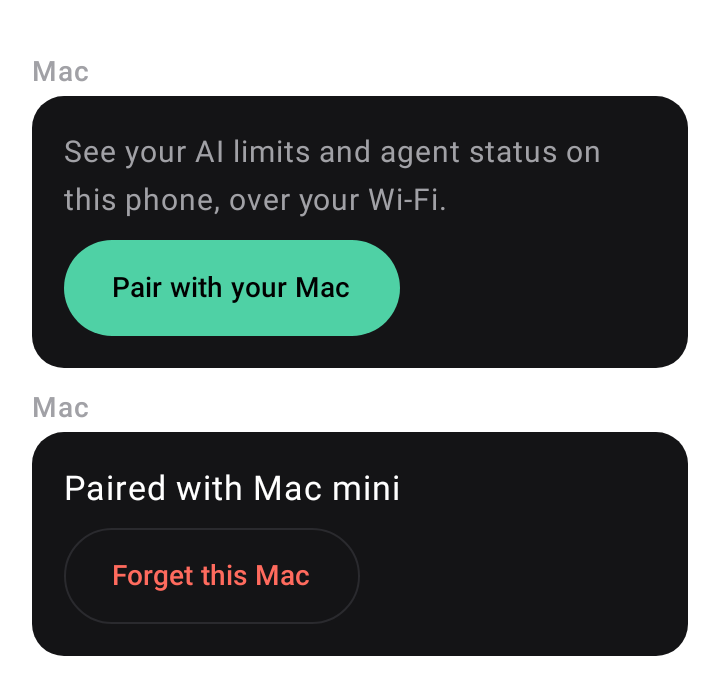 Mac
See your AI limits and agent status on
this phone, over your Wi-Fi.
Pair with your Mac
Mac
Paired with Mac mini
Forget this Mac